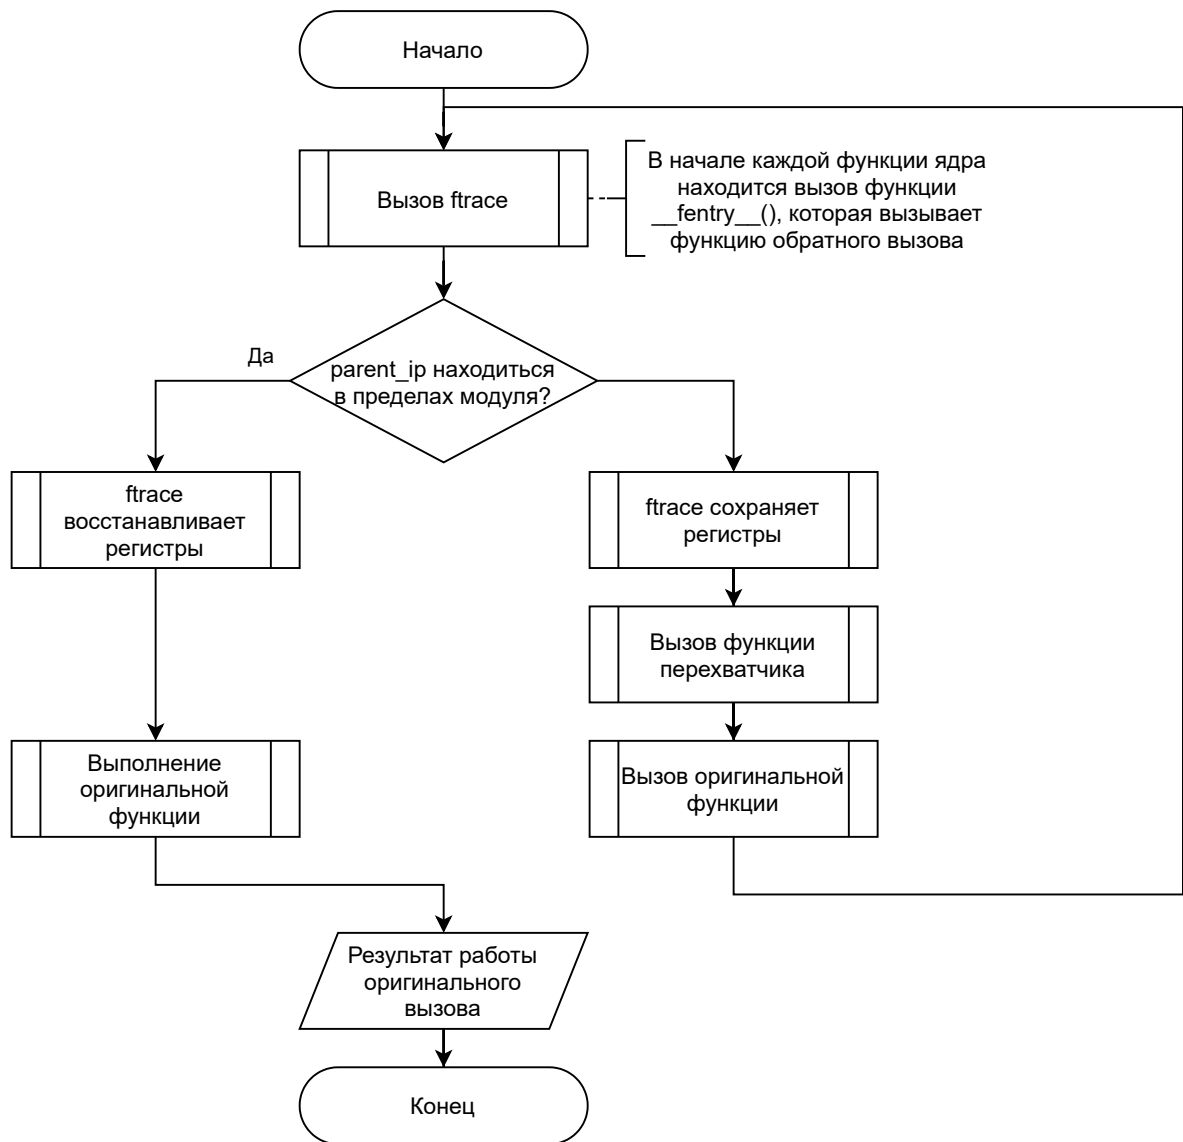 Начало
Вызов ftrace
В начале каждой функции ядра
находится вызов функции
__fentry__(), которая вызывает
функцию обратного вызова
Да
parent_ip находиться
в пределах модуля?
ftrace
восстанавливает
регистры
ftrace сохраняет
регистры
Вызов функции
перехватчика
Выполнение
оригинальной
функции
Вызов оригинальной
функции
Результат работы
оригинального
вызова
Конец